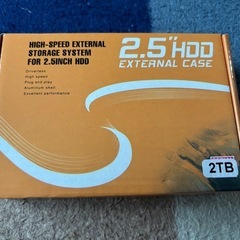 HIGH-SPEED EXTERNAL
STORAGE SYSTEM
FOR 2.5INCH HDD
Driverless
High speed
Plug and play
Aluminum shell
Excellent performance
2.5" HDD
EXTERNAL CASE
2TB